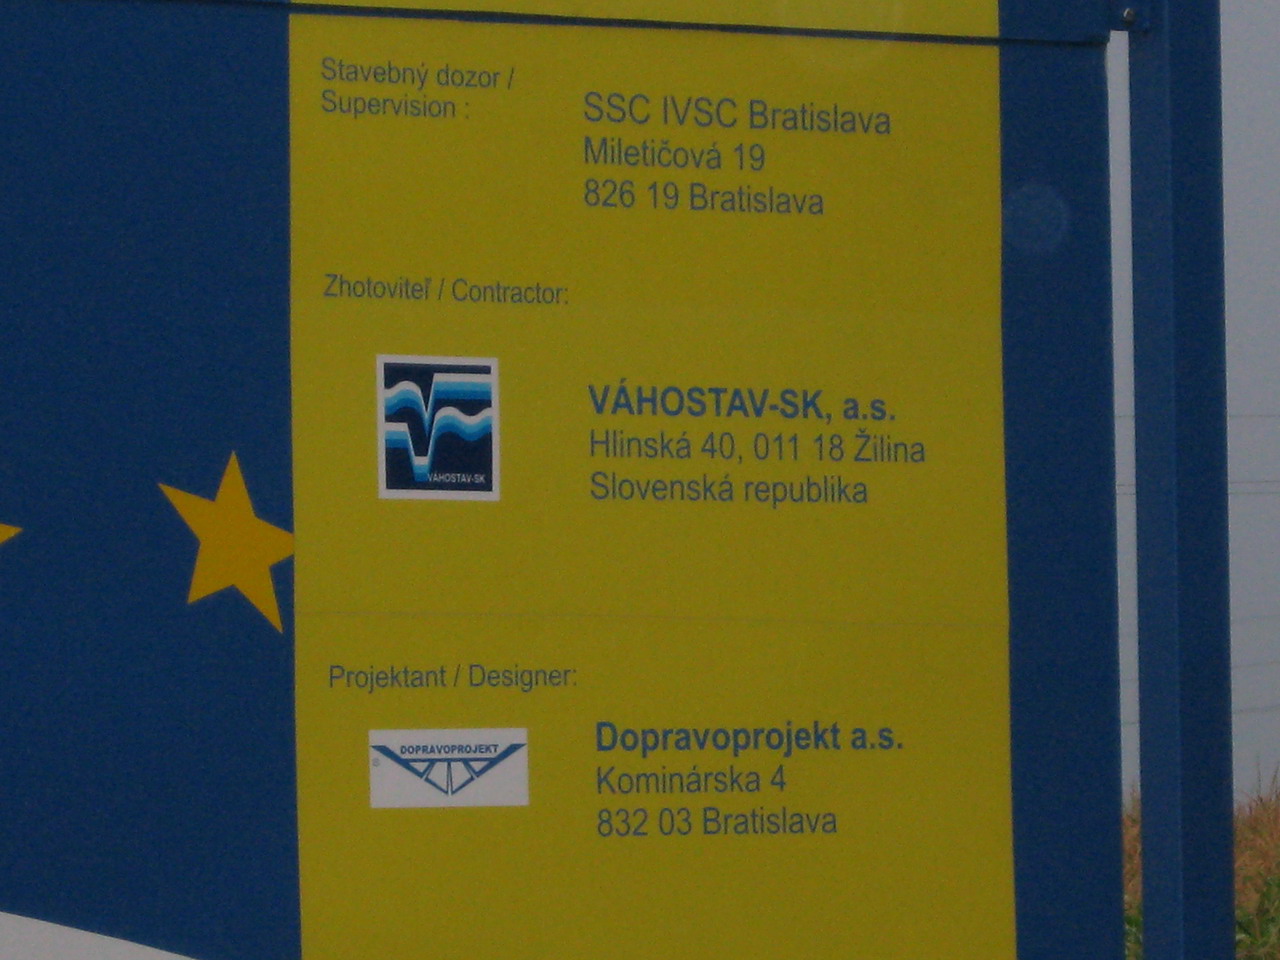 Stavebný dozor /
Supervision :
SSC IVSC Bratislava
Miletičová 19
826 19 Bratislava
Zhotoviteľ / Contractor:
VÁHOSTAV-SK
VÁHOSTAV-SK, a.s.
Hlinská 40, 011 18 Žilina
Slovenská republika
Projektant / Designer:
DOPRAVOPROJEKT
®
Dopravoprojekt a.s.
Kominárska 4
832 03 Bratislava